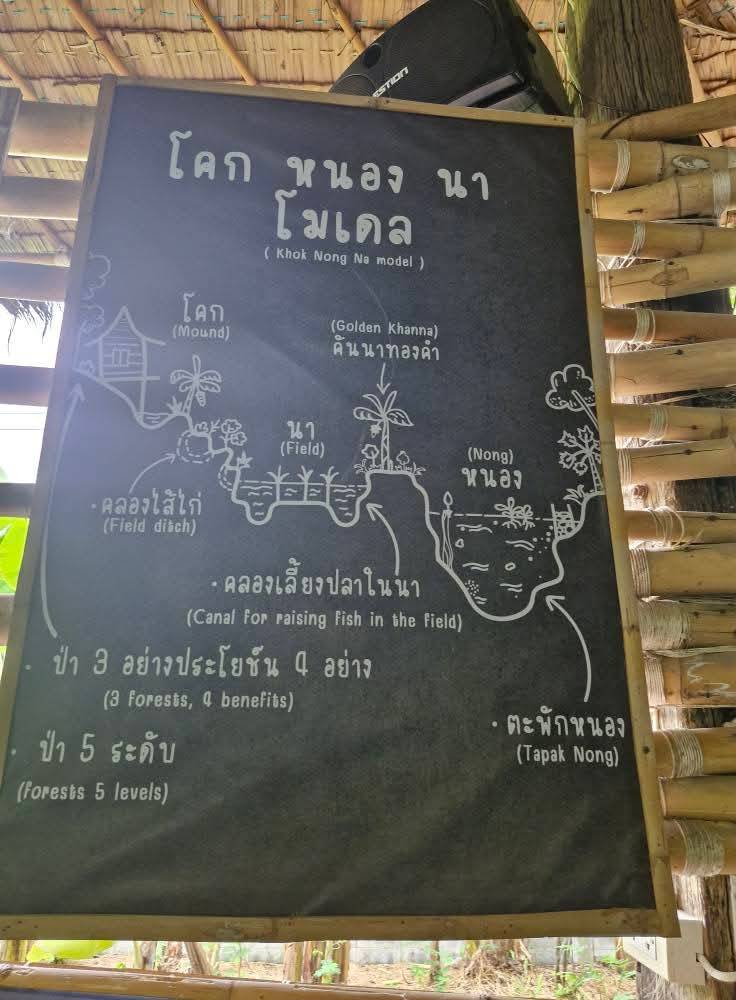 โคก หนอง นา
โมเดล
( Khok Nong Na model )
โคก
(Mound)
(Golden Khanna)
คันนาทองคำ
นา
(Field)
(Nong)
หนอง
· คลองไส้ไก่
(Field ditch)
· คลองเลี้ยงปลาในนา
(Canal for raising fish in the field)
· ป่า 3 อย่างประโยชน์ 4 อย่าง
(3 forests, 4 benefits)
· ตะพักหนอง
(Tapak Nong)
· ป่า 5 ระดับ
(Forests 5 levels)